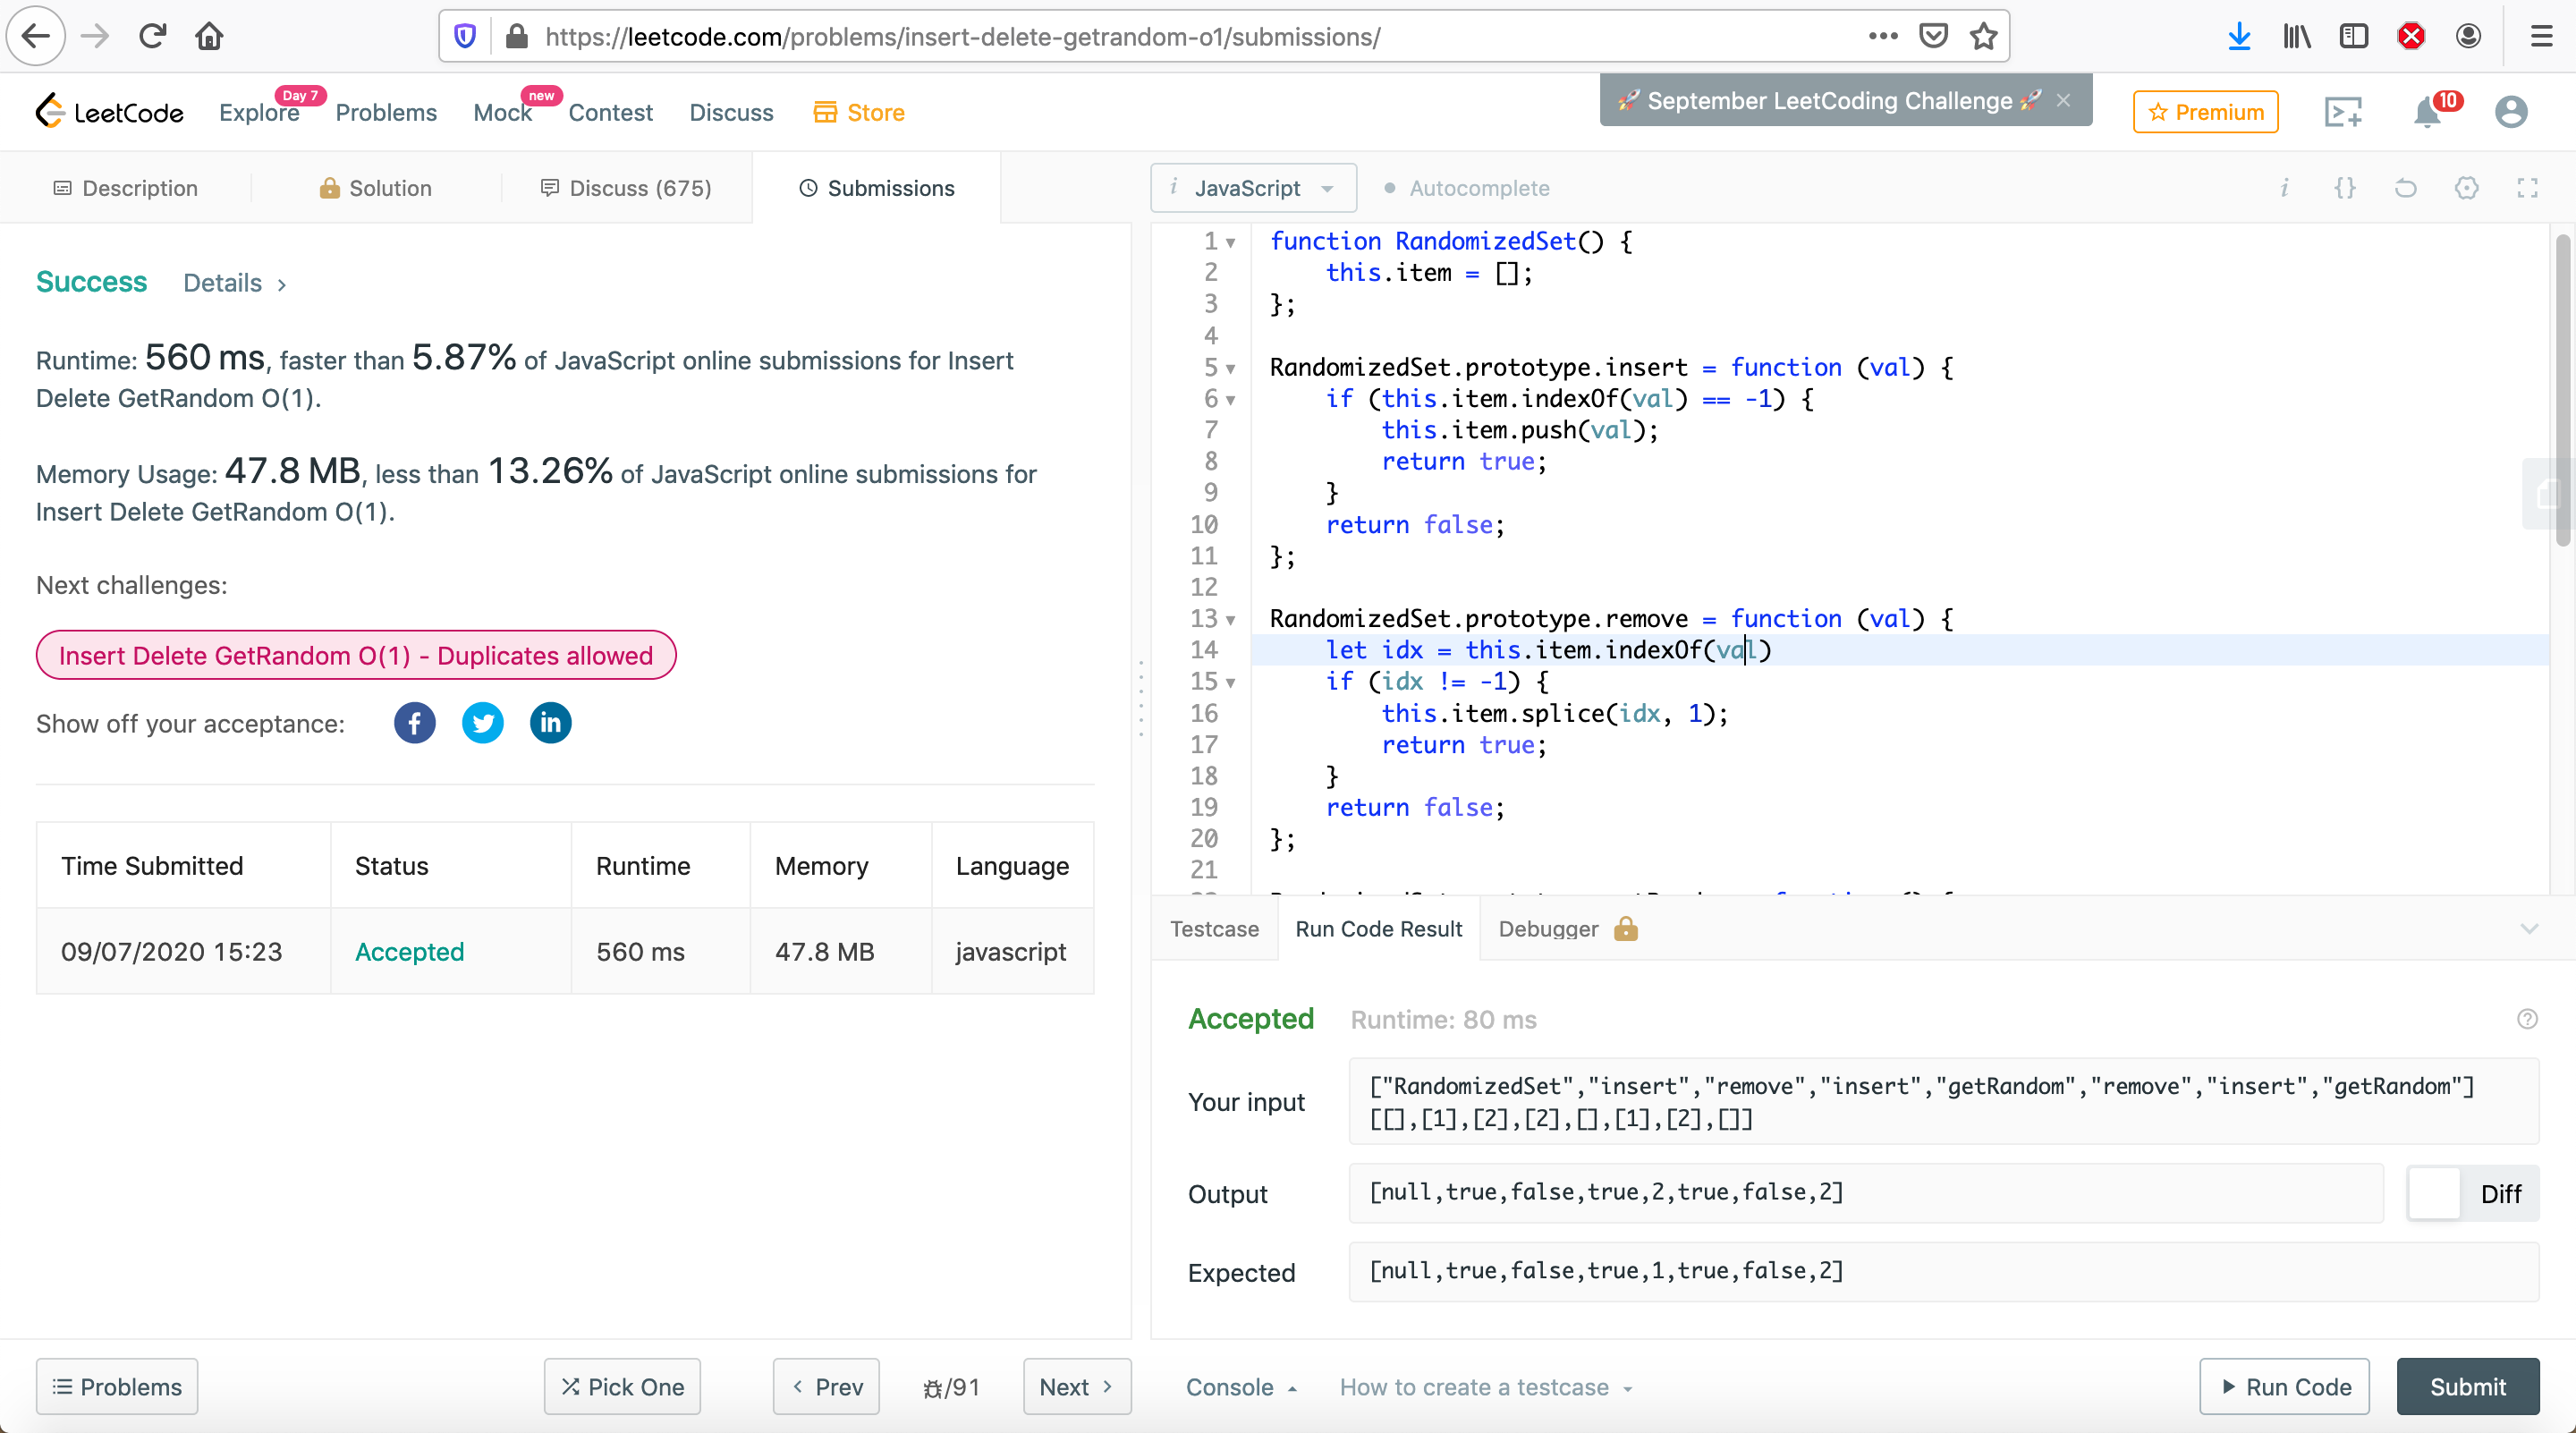 https://leetcode.com/problems/insert-delete-getrandom-o1/submissions/
LeetCode
Explore
Day 7
Problems
Mock
new
Contest
Discuss
Store
🚀 September LeetCoding Challenge 🚀 ×
Premium
10
Description
Solution
Discuss (675)
Submissions
i JavaScript
Autocomplete
Success
Details >
Runtime: 560 ms, faster than 5.87% of JavaScript online submissions for Insert
Delete GetRandom O(1).
Memory Usage: 47.8 MB, less than 13.26% of JavaScript online submissions for
Insert Delete GetRandom O(1).
Next challenges:
Insert Delete GetRandom O(1) - Duplicates allowed
Show off your acceptance:
Time Submitted Status Runtime Memory Language
09/07/2020 15:23 Accepted 560 ms 47.8 MB javascript
1 function RandomizedSet() {
2     this.item = [];
3 };
4
5 RandomizedSet.prototype.insert = function (val) {
6     if (this.item.indexOf(val) == -1) {
7         this.item.push(val);
8         return true;
9     }
10     return false;
11 };
12
13 RandomizedSet.prototype.remove = function (val) {
14     let idx = this.item.indexOf(val)
15     if (idx != -1) {
16         this.item.splice(idx, 1);
17         return true;
18     }
19     return false;
20 };
21
Testcase
Run Code Result
Debugger
Accepted
Runtime: 80 ms
Your input
["RandomizedSet","insert","remove","insert","getRandom","remove","insert","getRandom"]
[[],[1],[2],[2],[],[1],[2],[]]
Output
[null,true,false,true,2,true,false,2]
Diff
Expected
[null,true,false,true,1,true,false,2]
Problems
Pick One
Prev
/91
Next
Console
How to create a testcase
Run Code
Submit